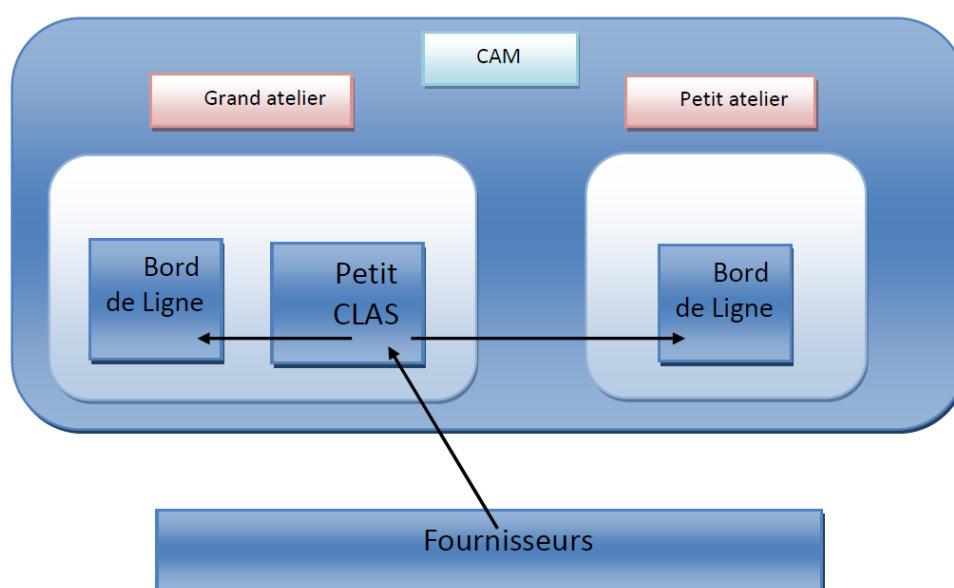 CAM
Grand atelier
Petit atelier
Bord
de Ligne
Petit
CLAS
Bord
de Ligne
Fournisseurs